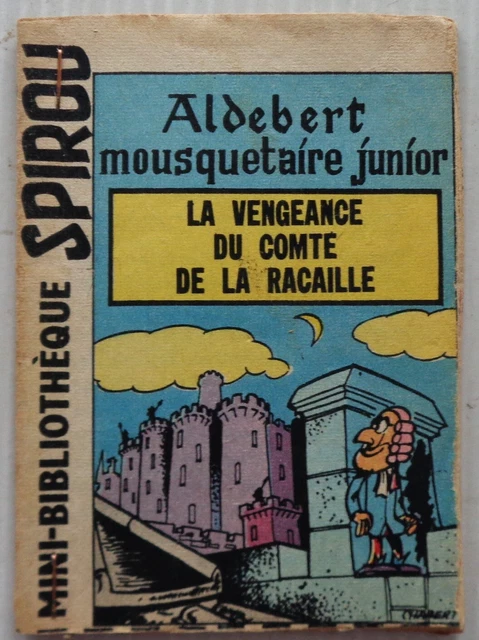 MINI-BIBLIOTHÈQUE SPIROU
Aldebert
mousquetaire junior
LA VENGEANCE
DU COMTE
DE LA RACAILLE